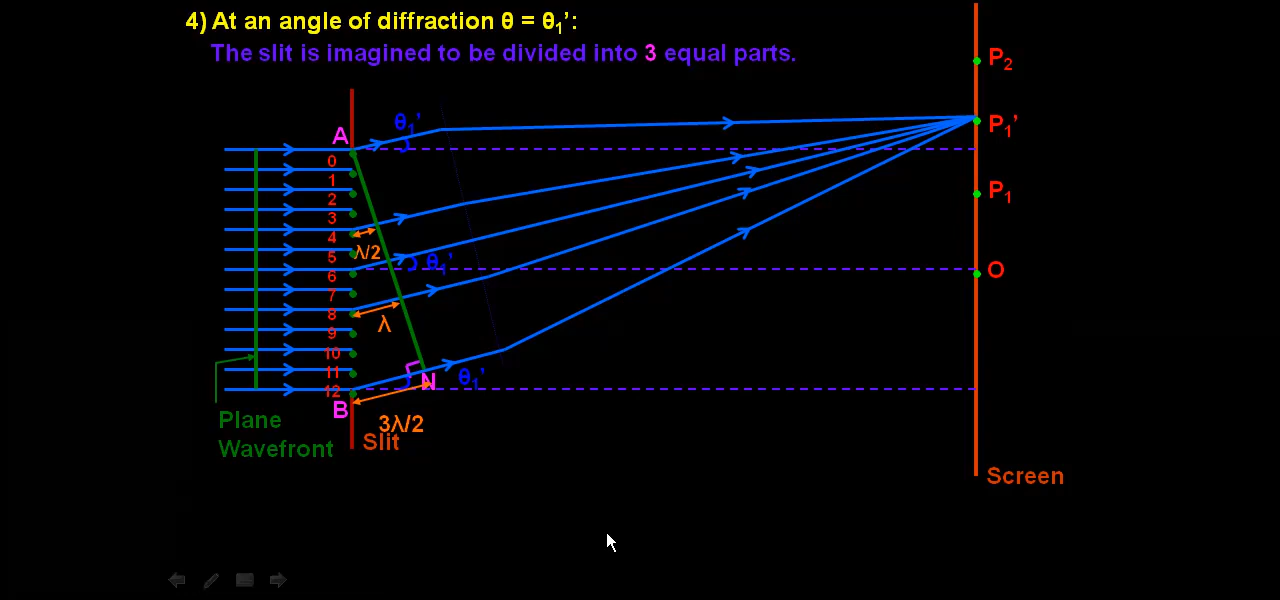 4) At an angle of diffraction θ = θ₁’:
The slit is imagined to be divided into 3 equal parts.
P₂
θ₁’
P₁’
A
0
1
P₁
2
3
4
λ/2
5
θ₁’
6
O
7
8
λ
9
10
11
N
θ₁’
12
B
Plane
Wavefront
3λ/2
Slit
Screen